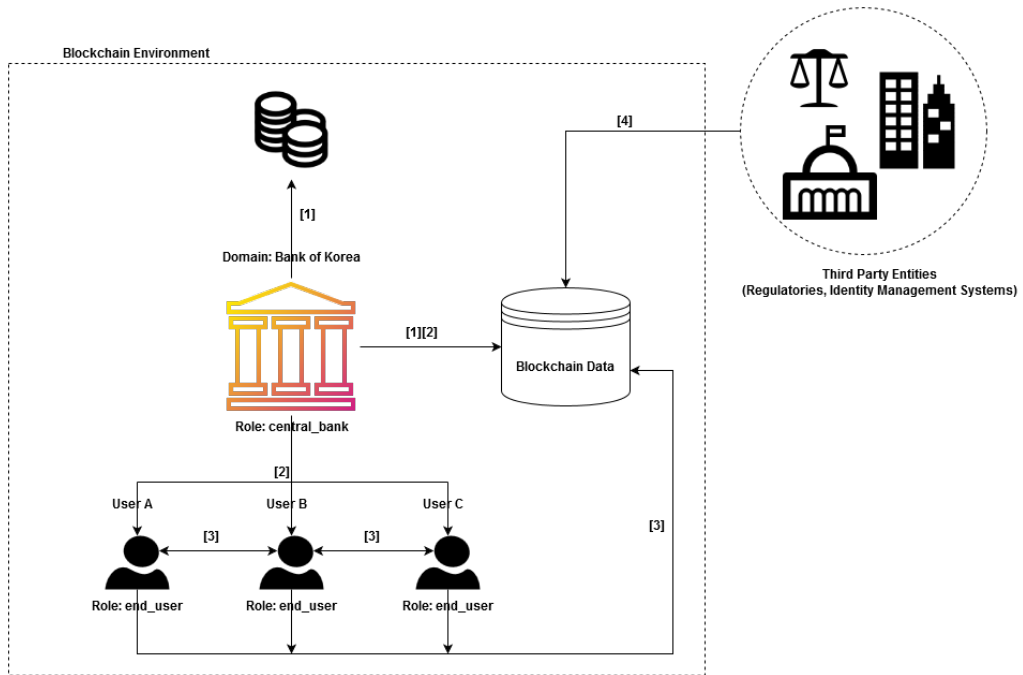 Blockchain Environment
[4]
[1]
Domain: Bank of Korea
Third Party Entities
(Regulatories, Identity Management Systems)
[1][2]
Blockchain Data
Role: central_bank
[2]
User A
User B
User C
[3]
[3]
[3]
Role: end_user
Role: end_user
Role: end_user